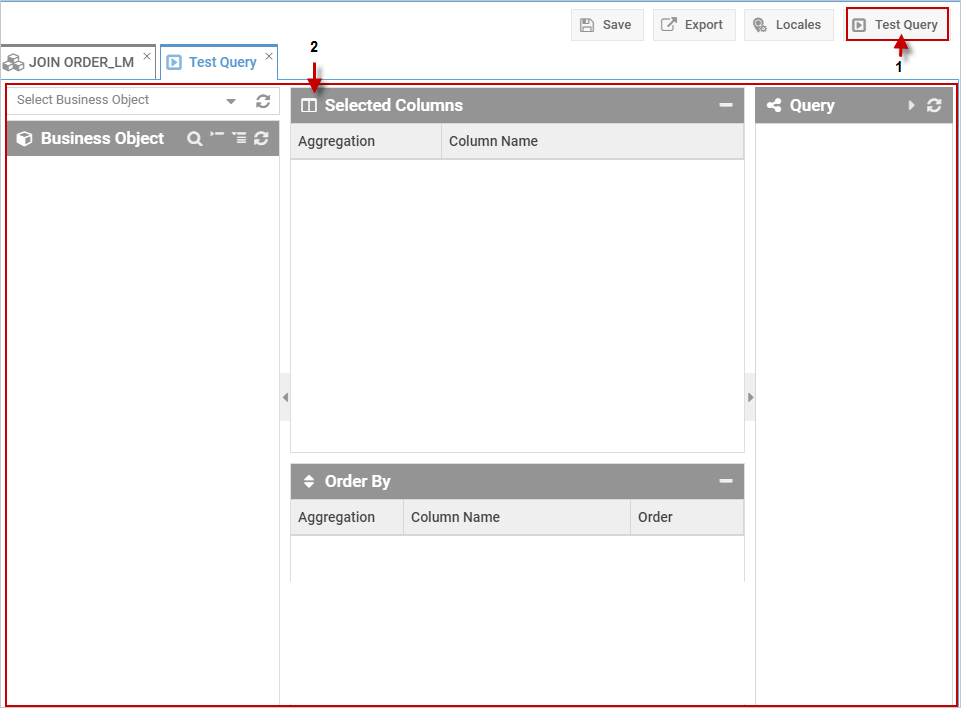 Save Export Locales Test Query
2
1
JOIN ORDER_LM Test Query
Select Business Object
Selected Columns
Query
Business Object
Aggregation Column Name
Order By
Aggregation Column Name Order